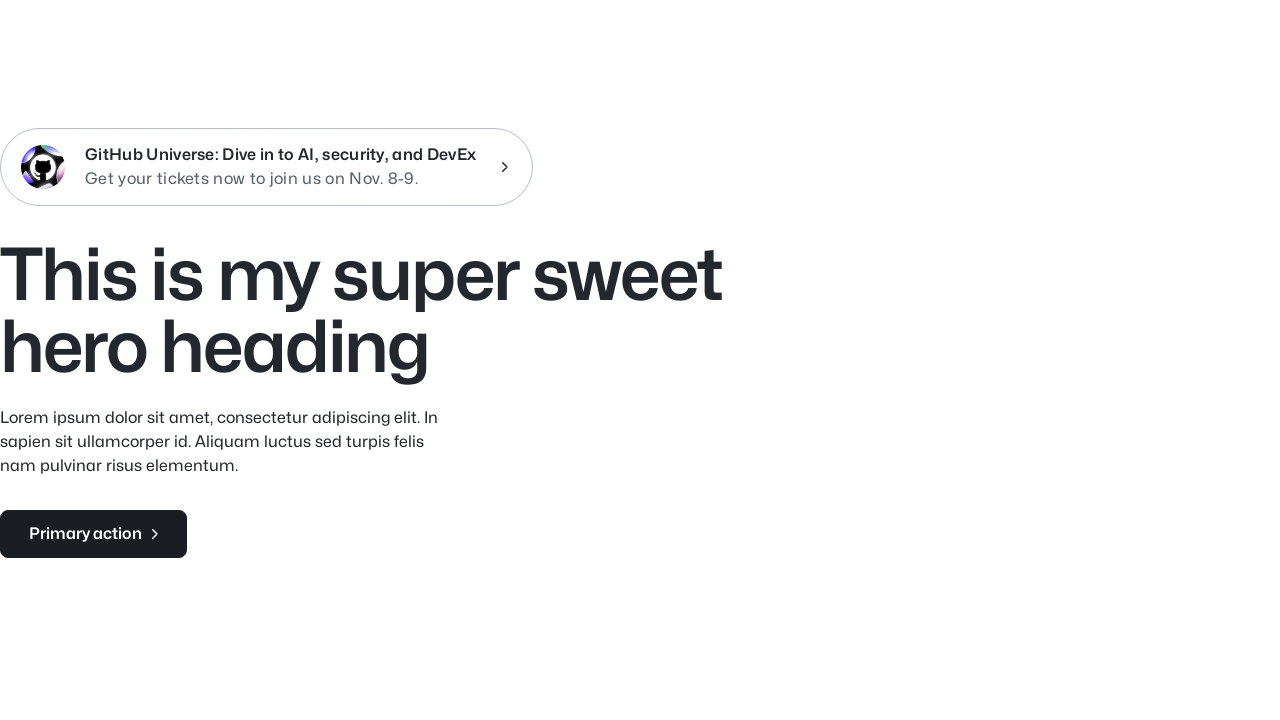 GitHub Universe: Dive in to AI, security, and DevEx
Get your tickets now to join us on Nov. 8-9.
This is my super sweet
hero heading
Lorem ipsum dolor sit amet, consectetur adipiscing elit. In
sapien sit ullamcorper id. Aliquam luctus sed turpis felis
nam pulvinar risus elementum.
Primary action